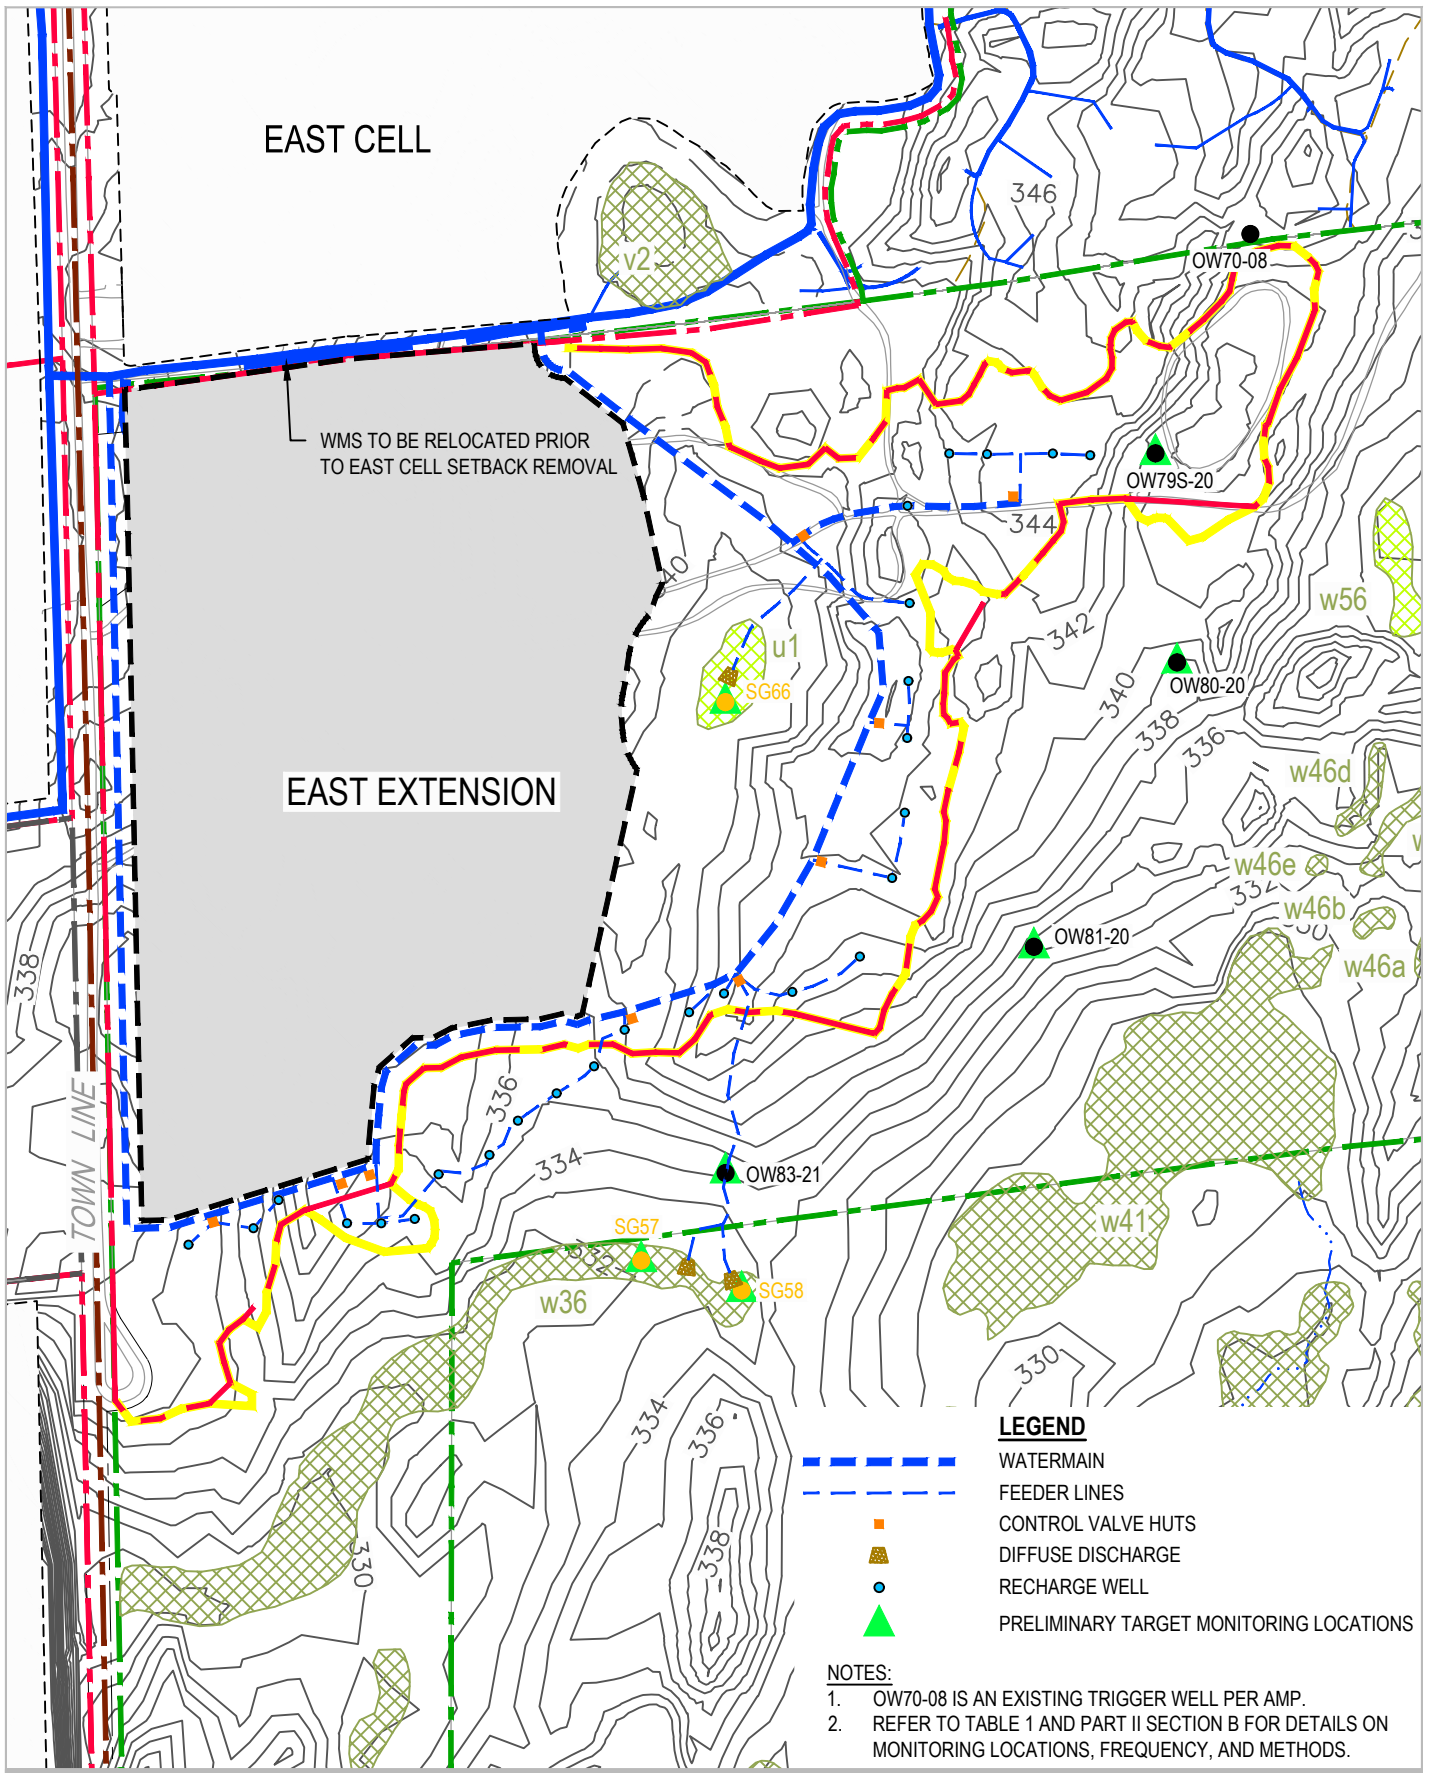 EAST CELL
346
v2
OW70-08
WMS TO BE RELOCATED PRIOR
TO EAST CELL SETBACK REMOVAL
OW79S-20
344
40
w56
u1
342
SG66
340
OW80-20
338
336
w46d
EAST EXTENSION
w46e
332
w46b
330
OW81-20
w46a
338
TOWN LINE
336
334
OW83-21
SG57
332
w41
w36
SG58
330
334
336
338
330
LEGEND
WATERMAIN
FEEDER LINES
CONTROL VALVE HUTS
DIFFUSE DISCHARGE
RECHARGE WELL
PRELIMINARY TARGET MONITORING LOCATIONS
NOTES:
1. OW70-08 IS AN EXISTING TRIGGER WELL PER AMP.
2. REFER TO TABLE 1 AND PART II SECTION B FOR DETAILS ON
MONITORING LOCATIONS, FREQUENCY, AND METHODS.